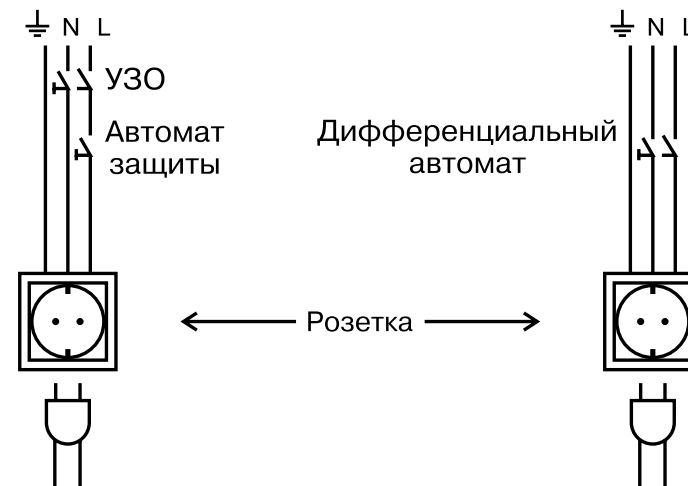 N L
N L
УЗО
Автомат
защиты
Дифференциальный
автомат
Розетка